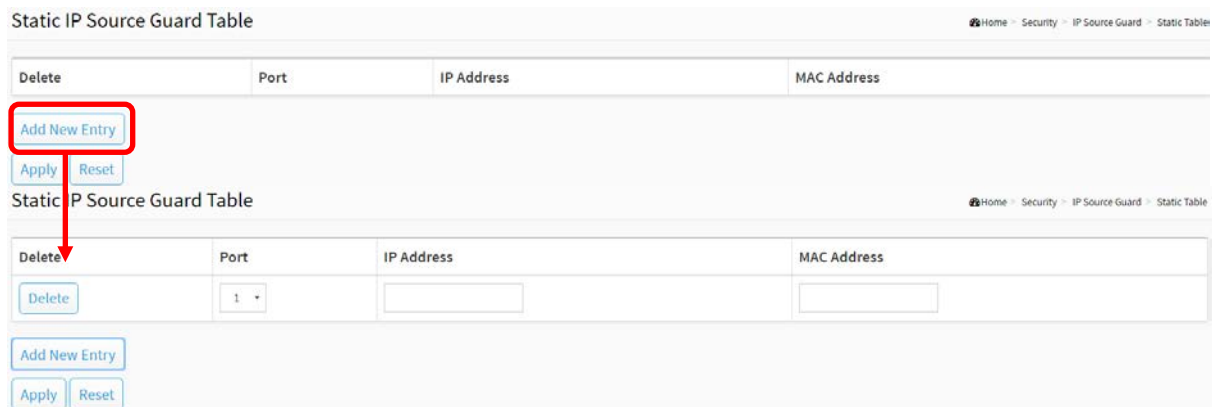 Static IP Source Guard Table
Home > Security > IP Source Guard > Static Table
Delete Port IP Address MAC Address
Add New Entry
Apply Reset
Static IP Source Guard Table
Home > Security > IP Source Guard > Static Table
Delete Port IP Address MAC Address
Delete 1
Add New Entry
Apply Reset